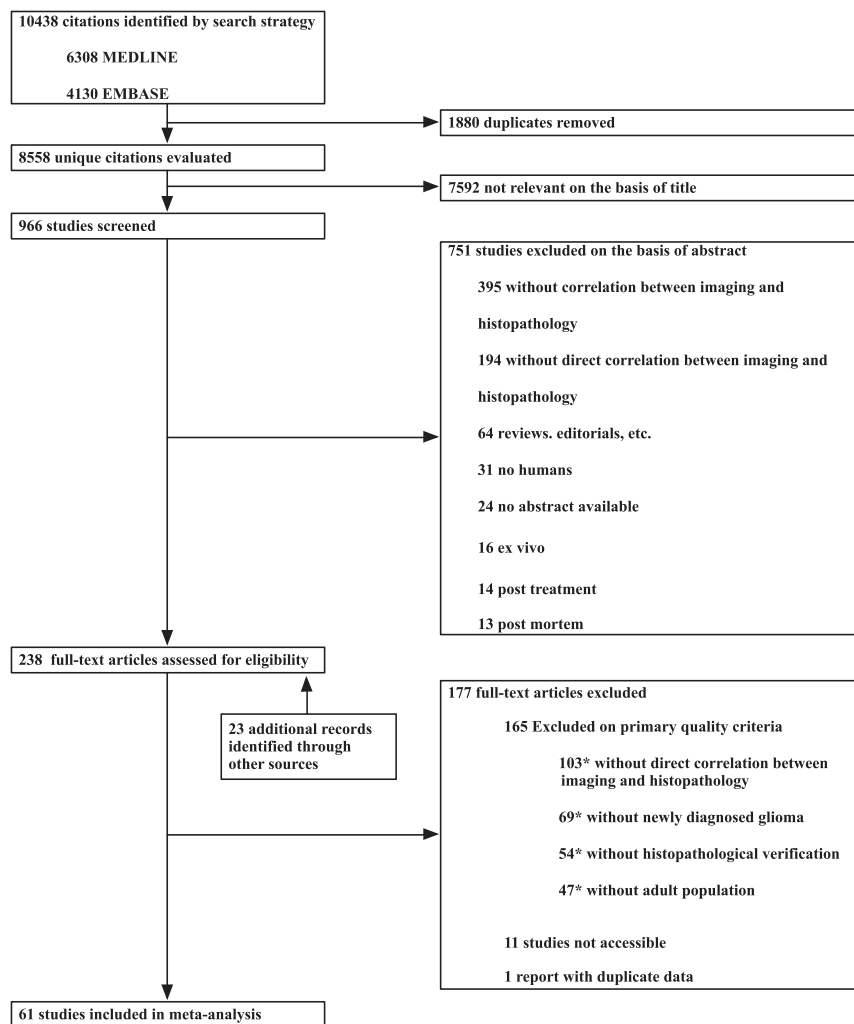 10438 citations identified by search strategy
6308 MEDLINE
4130 EMBASE
1880 duplicates removed
8558 unique citations evaluated
7592 not relevant on the basis of title
966 studies screened
751 studies excluded on the basis of abstract
395 without correlation between imaging and
histopathology
194 without direct correlation between imaging and
histopathology
64 reviews. editorials, etc.
31 no humans
24 no abstract available
16 ex vivo
14 post treatment
13 post mortem
238 full-text articles assessed for eligibility
23 additional records
identified through
other sources
177 full-text articles excluded
165 Excluded on primary quality criteria
103* without direct correlation between
imaging and histopathology
69* without newly diagnosed glioma
54* without histopathological verification
47* without adult population
11 studies not accessible
1 report with duplicate data
61 studies included in meta-analysis